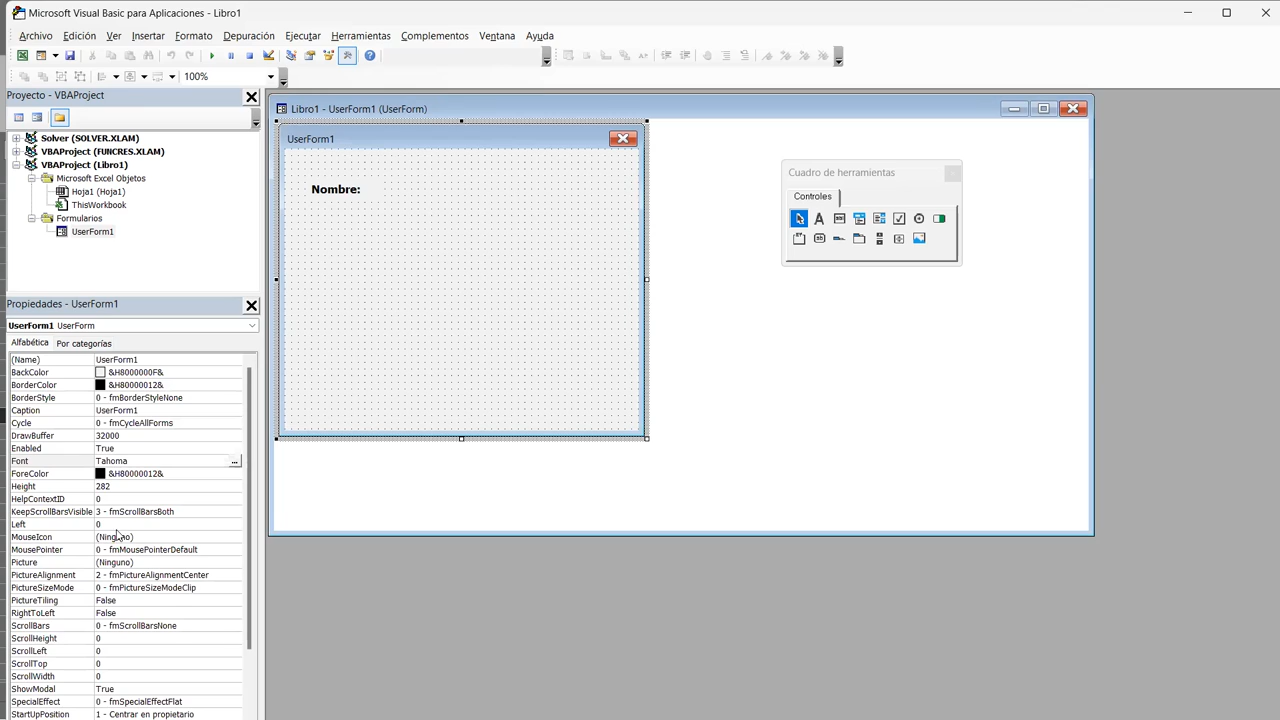 Microsoft Visual Basic para Aplicaciones - Libro1
Archivo Edición Ver Insertar Formato Depuración Ejecutar Herramientas Complementos Ventana Ayuda
100%
Proyecto - VBAProject
Solver (SOLVER.XLAM)
VBAProject (FUNCRES.XLAM)
VBAProject (Libro1)
Microsoft Excel Objetos
Hoja1 (Hoja1)
ThisWorkbook
Formularios
UserForm1
Propiedades - UserForm1
UserForm1 UserForm
Alfabética Por categorías
(Name) UserForm1
BackColor &H8000000F&
BorderColor &H80000012&
BorderStyle 0 - fmBorderStyleNone
Caption UserForm1
Cycle 0 - fmCycleAllForms
DrawBuffer 32000
Enabled True
Font Tahoma ...
ForeColor &H80000012&
Height 282
HelpContextID 0
KeepScrollBarsVisible 3 - fmScrollBarsBoth
Left 0
MouseIcon (Ninguno)
MousePointer 0 - fmMousePointerDefault
Picture (Ninguno)
PictureAlignment 2 - fmPictureAlignmentCenter
PictureSizeMode 0 - fmPictureSizeModeClip
PictureTiling False
RightToLeft False
ScrollBars 0 - fmScrollBarsNone
ScrollHeight 0
ScrollLeft 0
ScrollTop 0
ScrollWidth 0
ShowModal True
SpecialEffect 0 - fmSpecialEffectFlat
StartUpPosition 1 - Centrar en propietario
Libro1 - UserForm1 (UserForm)
UserForm1
Nombre:
Cuadro de herramientas
Controles